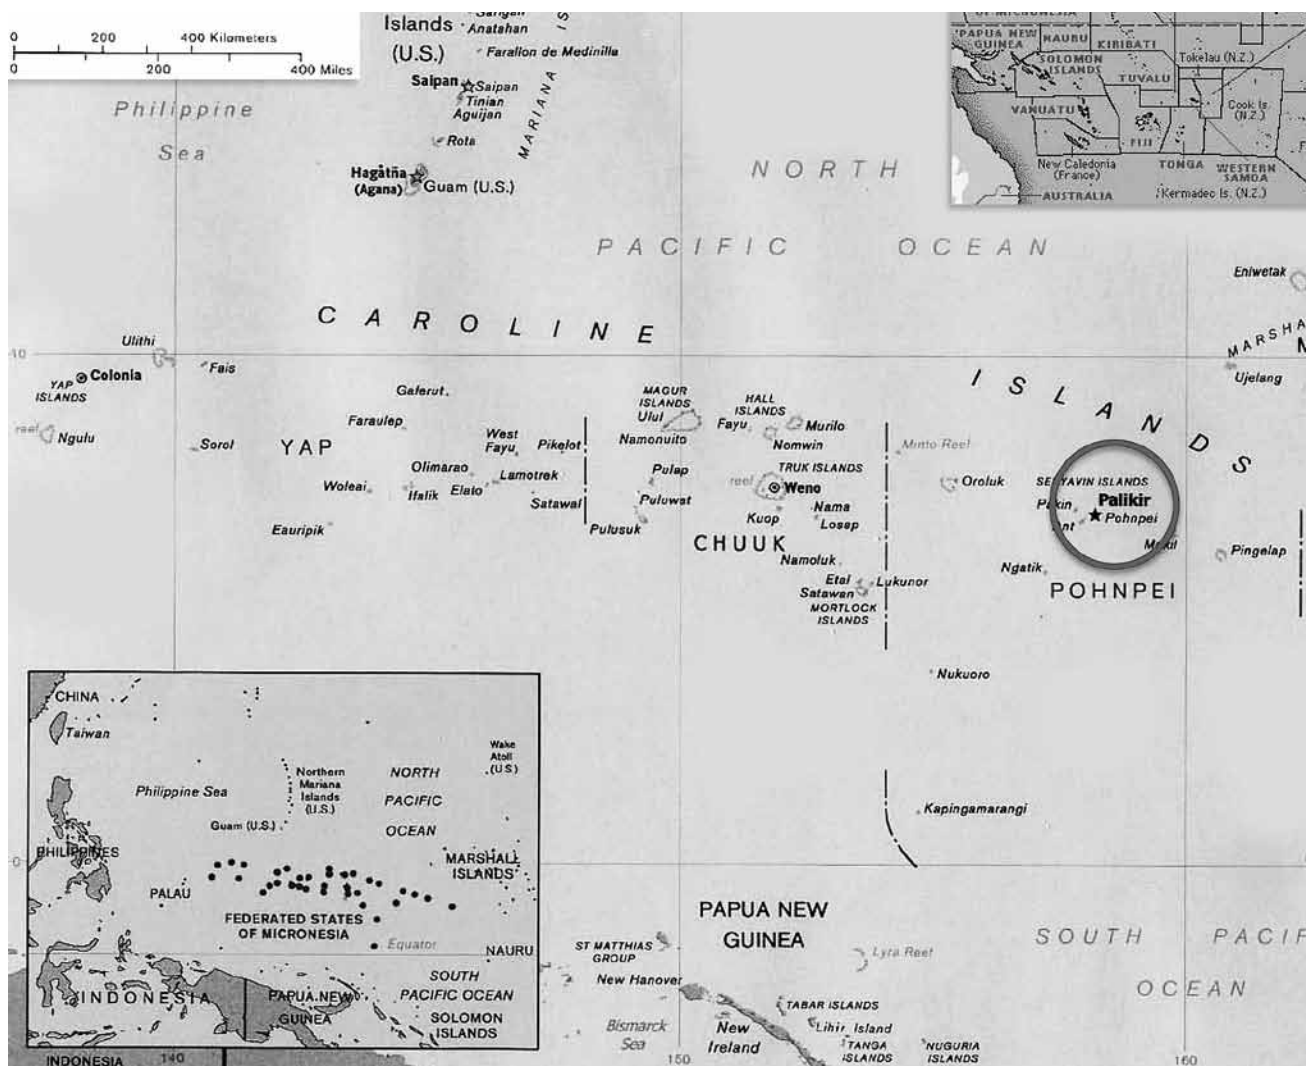 0
200
400 Kilometers
0
200
400 Miles
Islands
(U.S.)
Anatahan
Farallon de Medinilla
Saipan
Saipan
Tinian
Aguijan
Rota
MARIANA
Hagåtña
(Agana)
Guam (U.S.)
Philippine
Sea
NORTH
PACIFIC OCEAN
PAPUA NEW
GUINEA
NAURU
KIRIBATI
SOLOMON
ISLANDS
Tokelau (N.Z.)
TUVALU
VANUATU
Cook Is.
(N.Z.)
FIJI
New Caledonia
(France)
TONGA
WESTERN
SAMOA
AUSTRALIA
Kermadec Is. (N.Z.)
Eniwetak
CAROLINE
ISLANDS
Ujelang
10
Ulithi
Colonia
YAP
ISLANDS
Fais
reef
Ngulu
Sorol
YAP
Gaferut
Faraulep
West
Fayu
Pikelot
Olimarao
Lamotrek
Woleai
Ifalik
Elato
Satawal
Eauripik
MAGUR
ISLANDS
Ulul
Namonuito
Pulap
Puluwat
Pulusuk
HALL
ISLANDS
Fayu
Murilo
Nomwin
TRUK ISLANDS
reef
Weno
Kuop
Nama
Losap
CHUUK
Namoluk
Etal
Lukunor
Satawan
MORTLOCK
ISLANDS
Minto Reef
Oroluk
SENYAVIN ISLANDS
Pakin
Palikir
Ant
Pohnpei
Mokil
Pingelap
Ngatik
POHNPEI
Nukuoro
Kapingamarangi
CHINA
Taiwan
Philippine Sea
Northern
Mariana
Islands
(U.S.)
NORTH
PACIFIC
OCEAN
Wake
Atoll
(U.S.)
Guam (U.S.)
PHILIPPINES
PALAU
MARSHALL
ISLANDS
FEDERATED STATES
OF MICRONESIA
Equator
NAURU
SOUTH
PACIFIC OCEAN
INDONESIA
PAPUA NEW
GUINEA
SOLOMON
ISLANDS
0
PAPUA NEW
GUINEA
SOUTH PACIF
OCEAN
ST MATTHIAS
GROUP
New Hanover
Lyra Reef
TABAR ISLANDS
Bismarck
Sea
New
Ireland
Lihir Island
TANGA
ISLANDS
NUGURIA
ISLANDS
INDONESIA
140
150
160